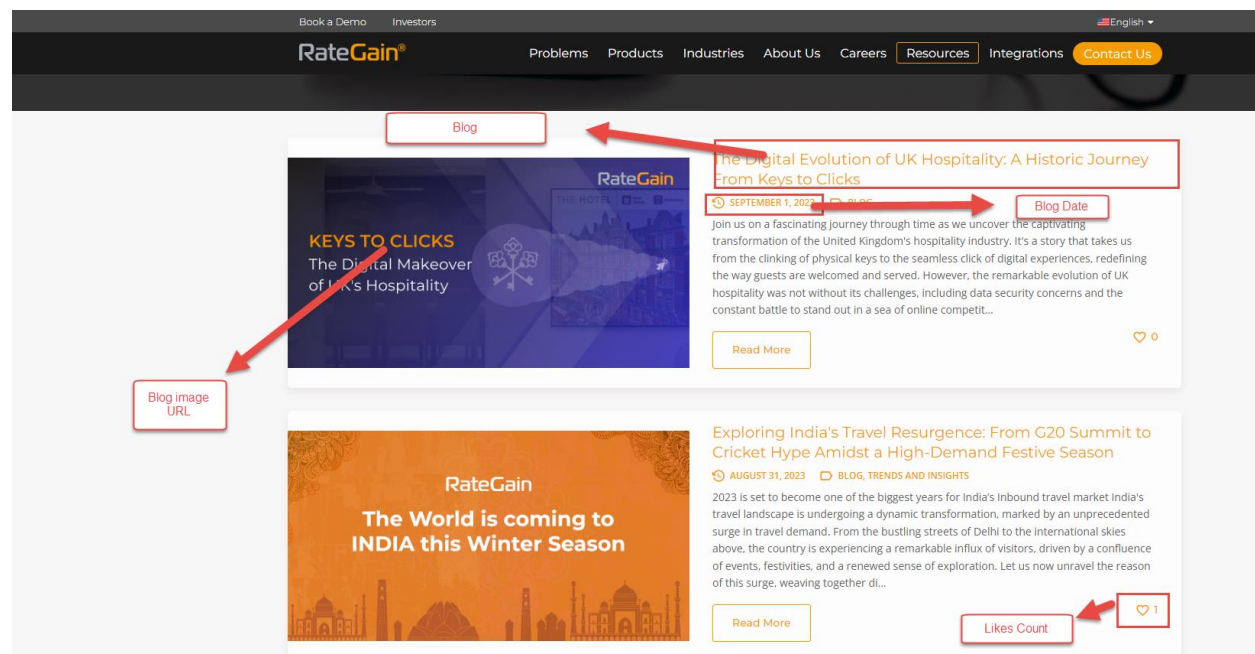 Book a Demo Investors English
RateGain® Problems Products Industries About Us Careers Resources Integrations Contact Us
Blog
The Digital Evolution of UK Hospitality: A Historic Journey
From Keys to Clicks
SEPTEMBER 1, 2023 BLOG
Blog Date
Join us on a fascinating journey through time as we uncover the captivating
transformation of the United Kingdom's hospitality industry. It's a story that takes us
from the clinking of physical keys to the seamless click of digital experiences, redefining
the way guests are welcomed and served. However, the remarkable evolution of UK
hospitality was not without its challenges, including data security concerns and the
constant battle to stand out in a sea of online competit...
Read More
0
RateGain
THE HOTEL
KEYS TO CLICKS
The Digital Makeover
of UK's Hospitality
Blog image
URL
Exploring India's Travel Resurgence: From G20 Summit to
Cricket Hype Amidst a High-Demand Festive Season
AUGUST 31, 2023 BLOG, TRENDS AND INSIGHTS
2023 is set to become one of the biggest years for India's Inbound travel market India's
travel landscape is undergoing a dynamic transformation, marked by an unprecedented
surge in travel demand. From the bustling streets of Delhi to the international skies
above, the country is experiencing a remarkable influx of visitors, driven by a confluence
of events, festivities, and a renewed sense of exploration. Let us now unravel the reason
of this surge, weaving together di...
Read More
1
Likes Count
RateGain
The World is coming to
INDIA this Winter Season